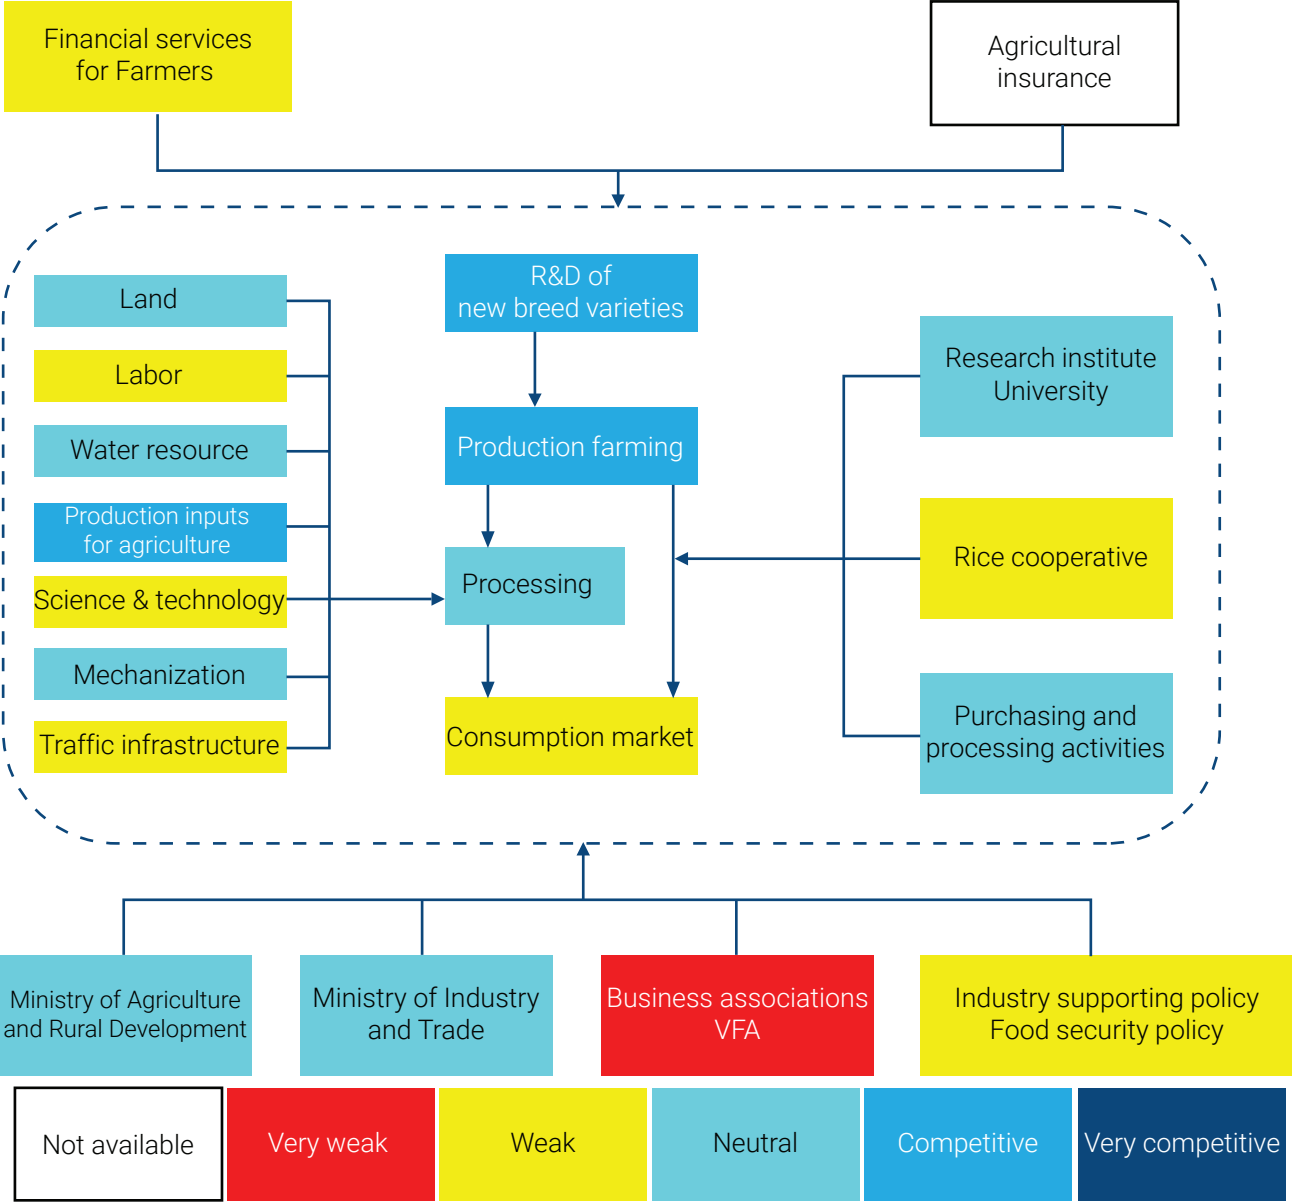 Financial services
for Farmers
Agricultural
insurance
Land
Labor
Water resource
Production inputs
for agriculture
Science & technology
Mechanization
Traffic infrastructure
R&D of
new breed varieties
Production farming
Processing
Consumption market
Research institute
University
Rice cooperative
Purchasing and
processing activities
Ministry of Agriculture
and Rural Development
Ministry of Industry
and Trade
Business associations
VFA
Industry supporting policy
Food security policy
Not available
Very weak
Weak
Neutral
Competitive
Very competitive